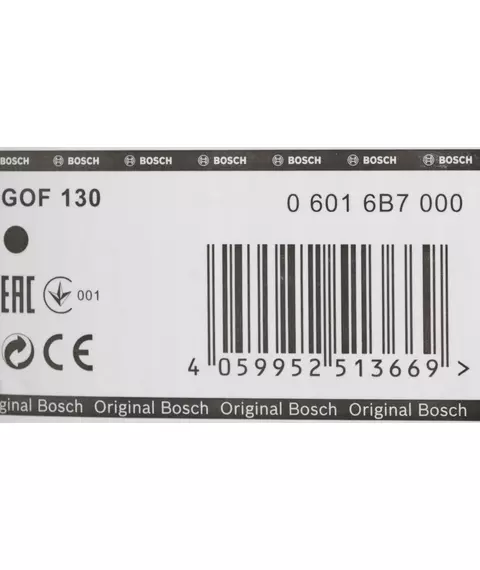 BOSCH BOSCH BOSCH BOSCH BOSCH BOSCH BOSCH
GOF 130
0 601 6B7 000
EAC 001
CE
4 059952 513669 >
ginal Bosch Original Bosch Original Bosch Original Bosch